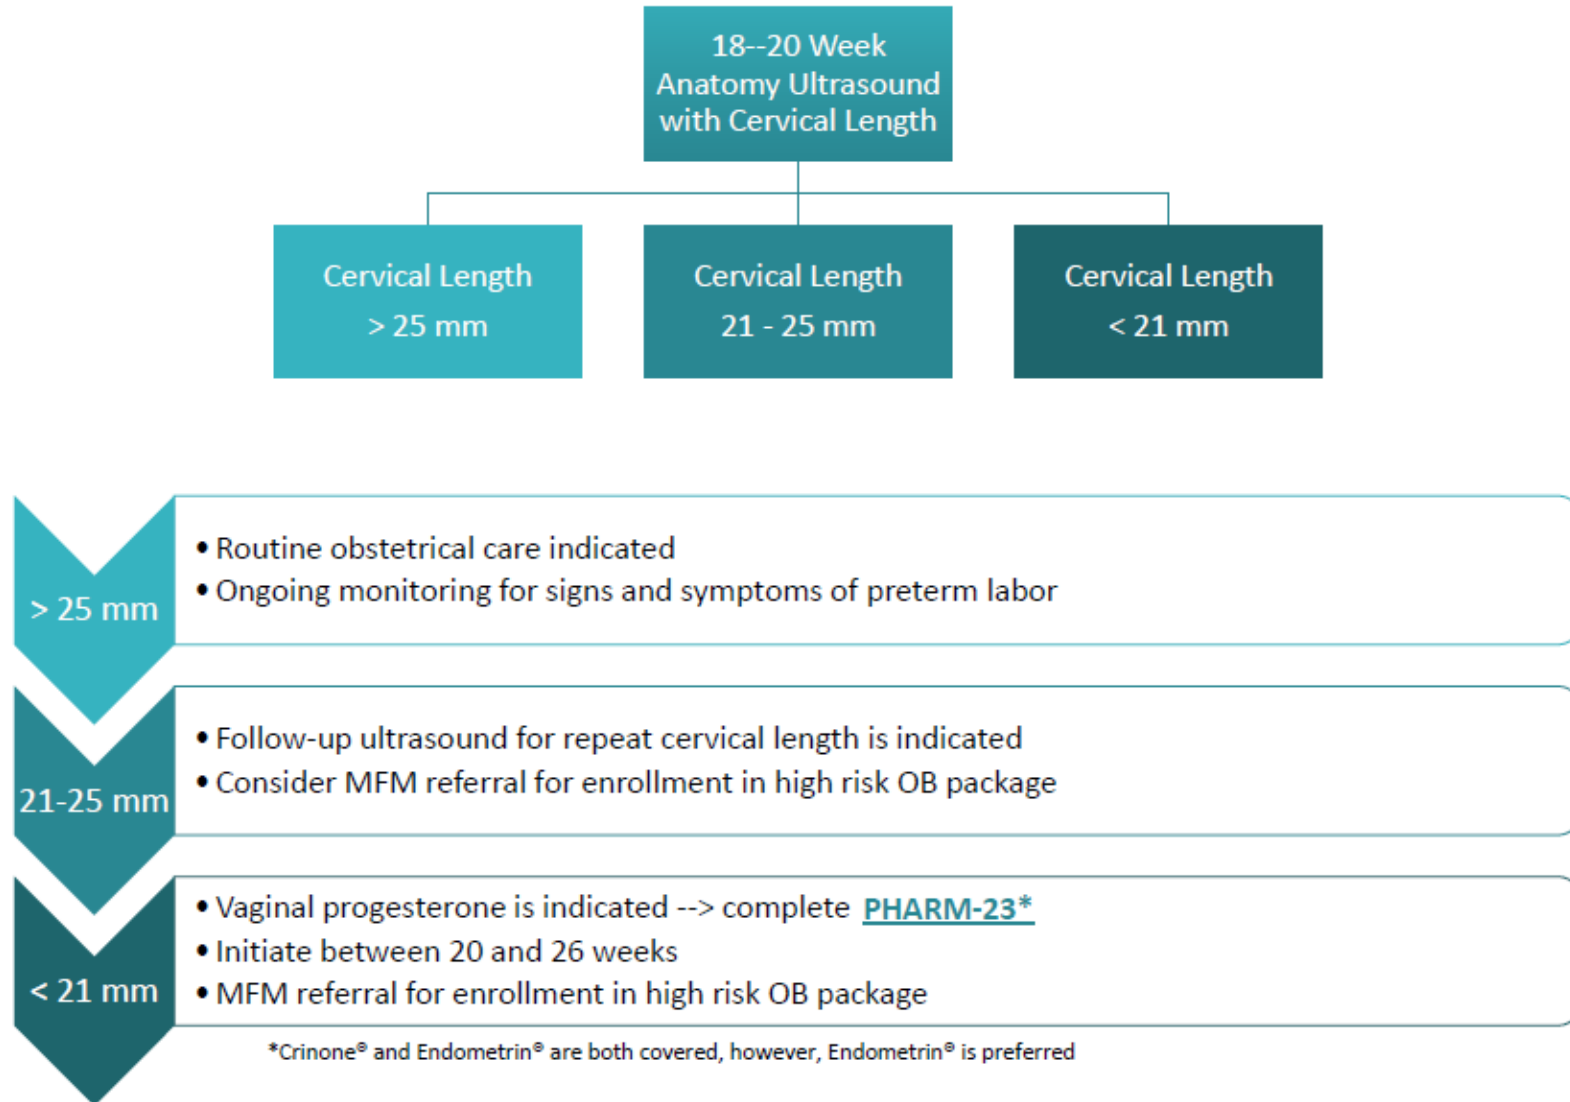 18--20 Week
Anatomy Ultrasound
with Cervical Length
Cervical Length
> 25 mm
Cervical Length
21 - 25 mm
Cervical Length
< 21 mm
> 25 mm
• Routine obstetrical care indicated
• Ongoing monitoring for signs and symptoms of preterm labor
21-25 mm
• Follow-up ultrasound for repeat cervical length is indicated
• Consider MFM referral for enrollment in high risk OB package
< 21 mm
• Vaginal progesterone is indicated --> complete PHARM-23*
• Initiate between 20 and 26 weeks
• MFM referral for enrollment in high risk OB package
*Crinone® and Endometrin® are both covered, however, Endometrin® is preferred